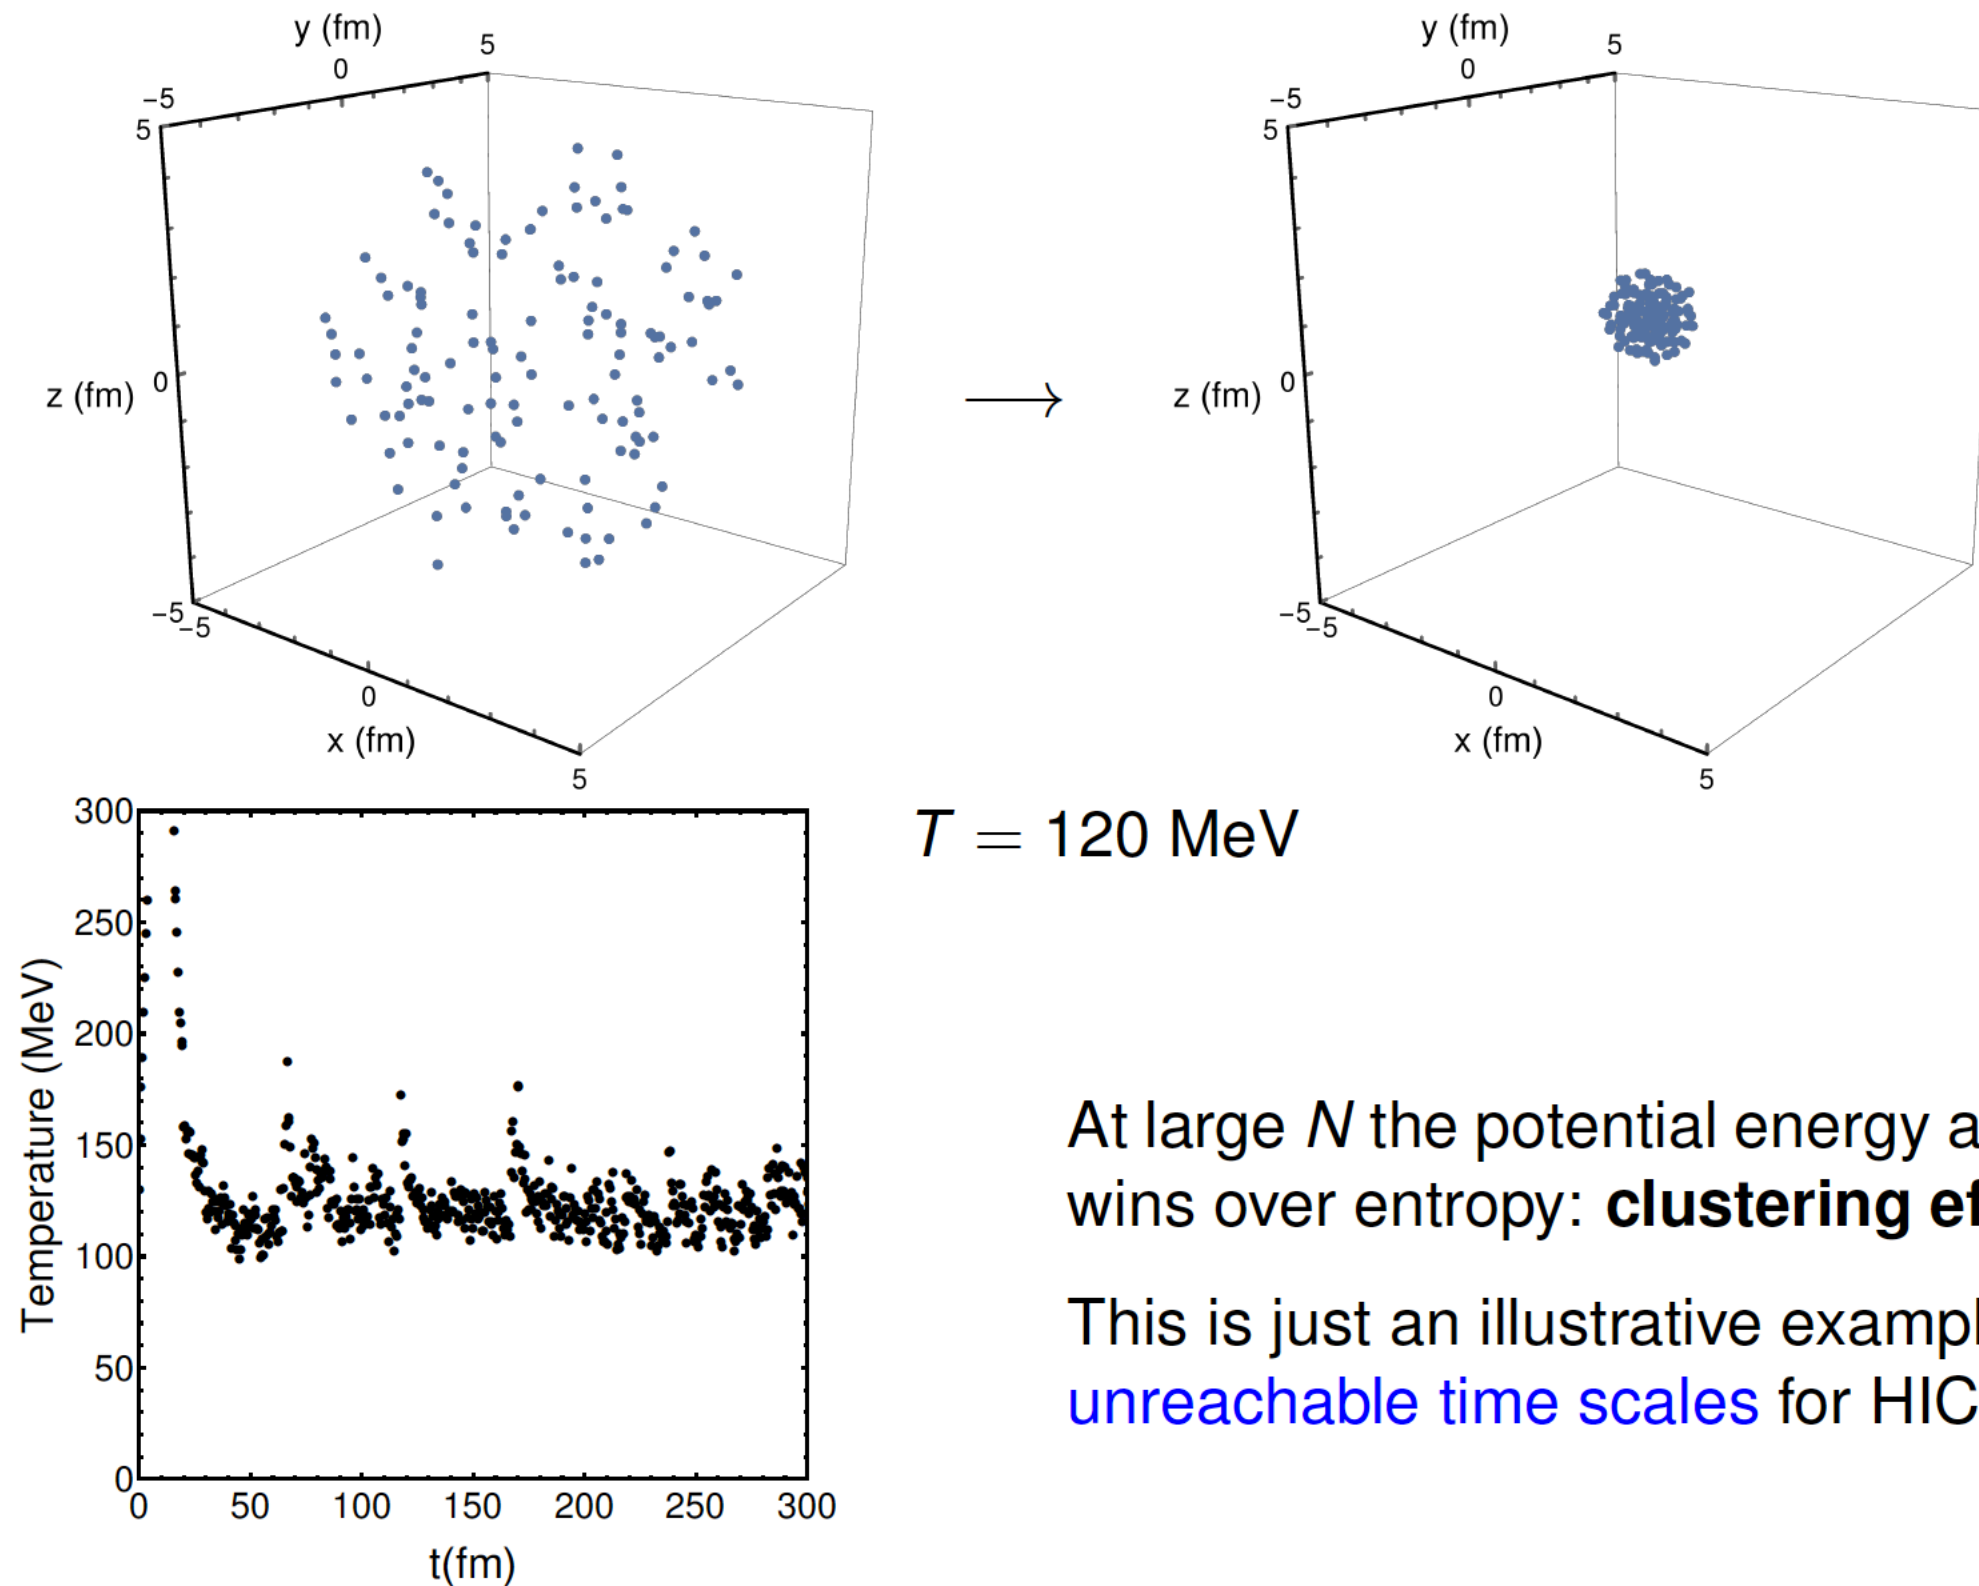 y (fm)
−5 0 5
5
z (fm) 0
−5
−5 0 5
x (fm)
⟶
y (fm)
−5 0 5
5
z (fm) 0
−5
−5 0 5
x (fm)
T = 120 MeV
Temperature (MeV)
300
250
200
150
100
50
0
0 50 100 150 200 250 300
t(fm)
At large N the potential energy
wins over entropy: clustering
This is just an illustrative
unreachable time scales for HIC